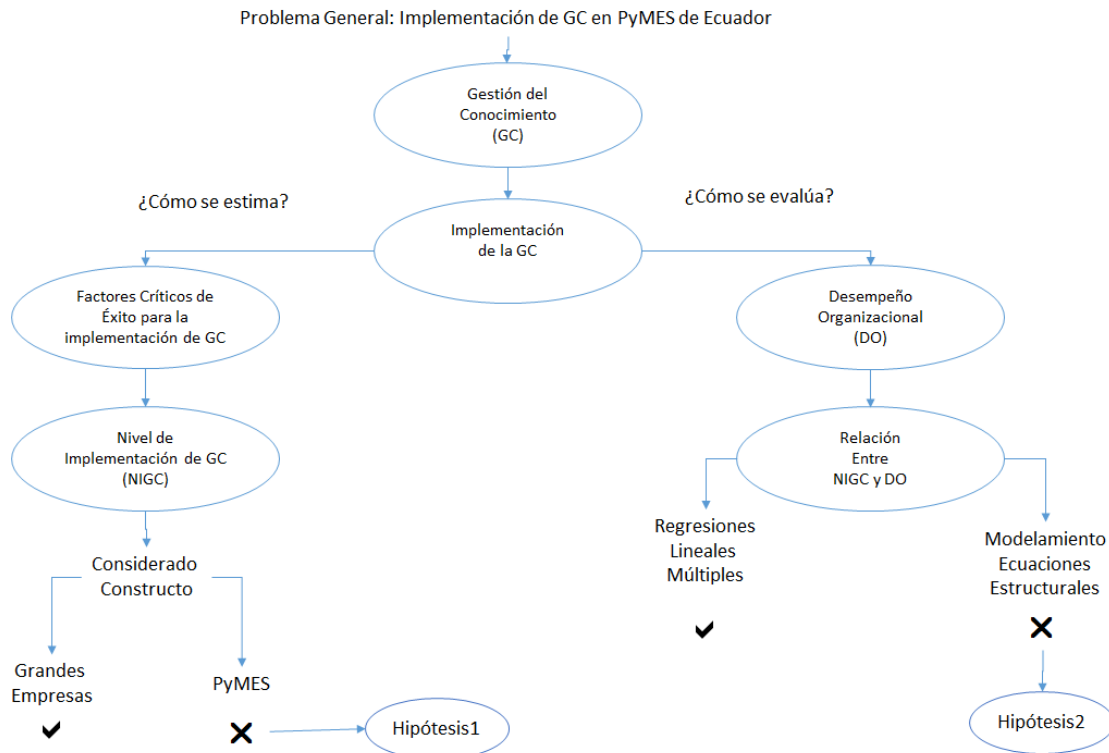 Problema General: Implementación de GC en PyMES de Ecuador
Gestión del
Conocimiento
(GC)
¿Cómo se estima?
¿Cómo se evalúa?
Implementación
de la GC
Factores Críticos de
Éxito para la
implementación de GC
Desempeño
Organizacional
(DO)
Nivel de
Implementación de GC
(NIGC)
Relación
Entre
NIGC y DO
Considerado
Constructo
Regresiones
Lineales
Múltiples
Modelamiento
Ecuaciones
Estructurales
Grandes
Empresas
PyMES
Hipótesis1
Hipótesis2